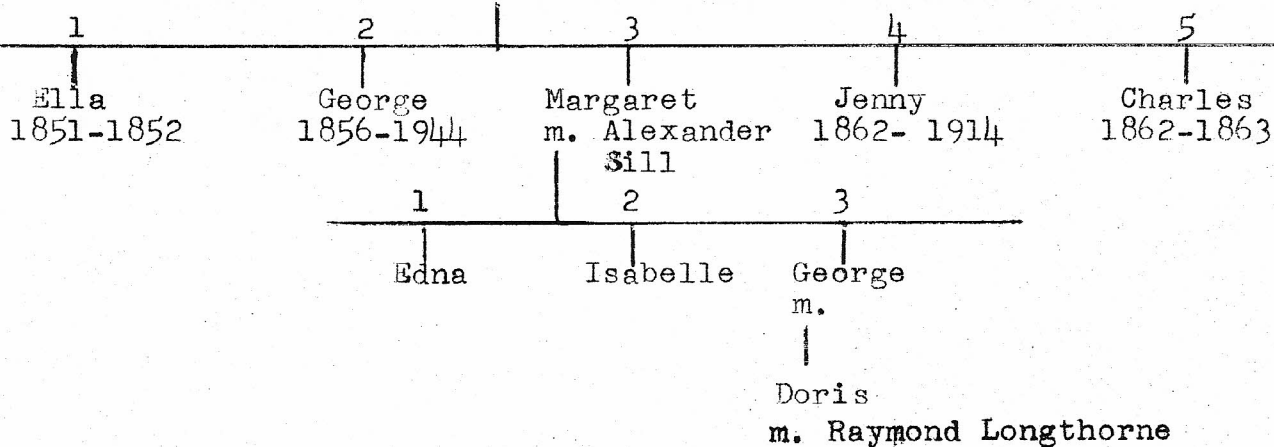 1 2 3 4 5
Ella George Margaret Jenny Charles
1851-1852 1856-1944 m. Alexander 1862- 1914 1862-1863
Sill
1 2 3
Edna Isabelle George
m.
Doris
m. Raymond Longthorne